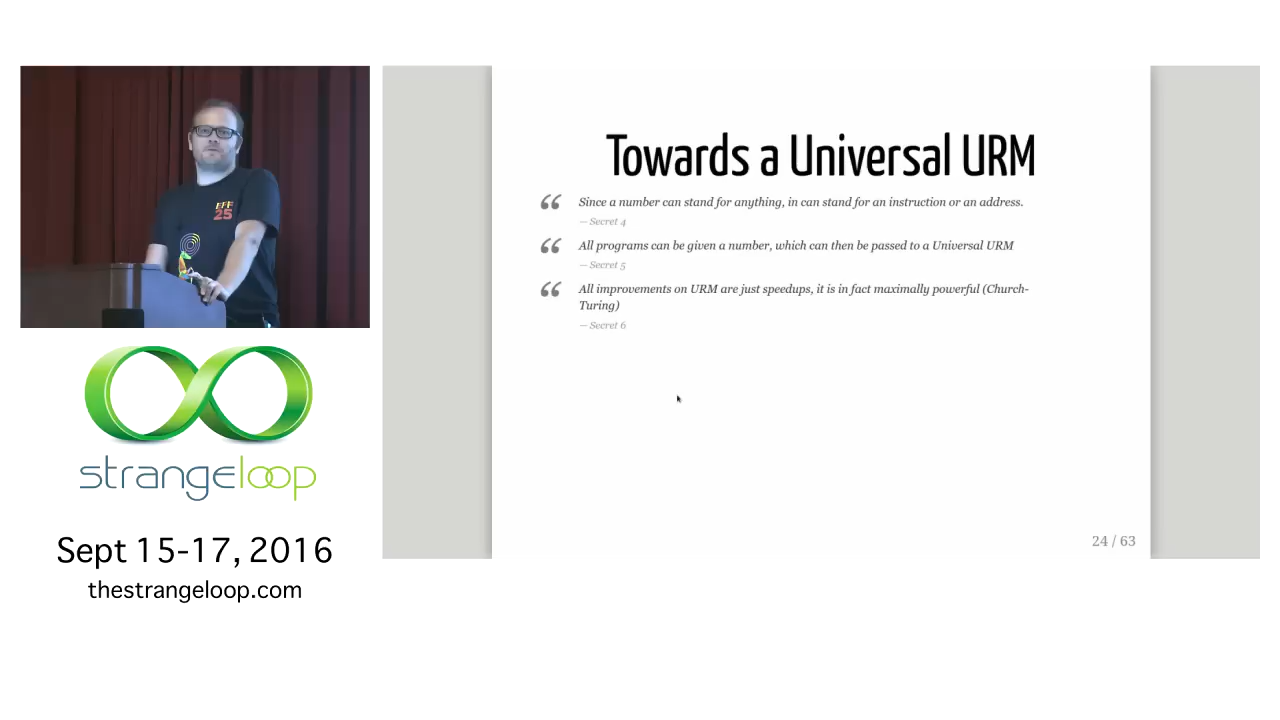 EFF
25
strangeloop
Sept 15-17, 2016
thestrangeloop.com
Towards a Universal URM
“ Since a number can stand for anything, in can stand for an instruction or an address.
— Secret 4
“ All programs can be given a number, which can then be passed to a Universal URM
— Secret 5
“ All improvements on URM are just speedups, it is in fact maximally powerful (Church-
Turing)
— Secret 6
24 / 63